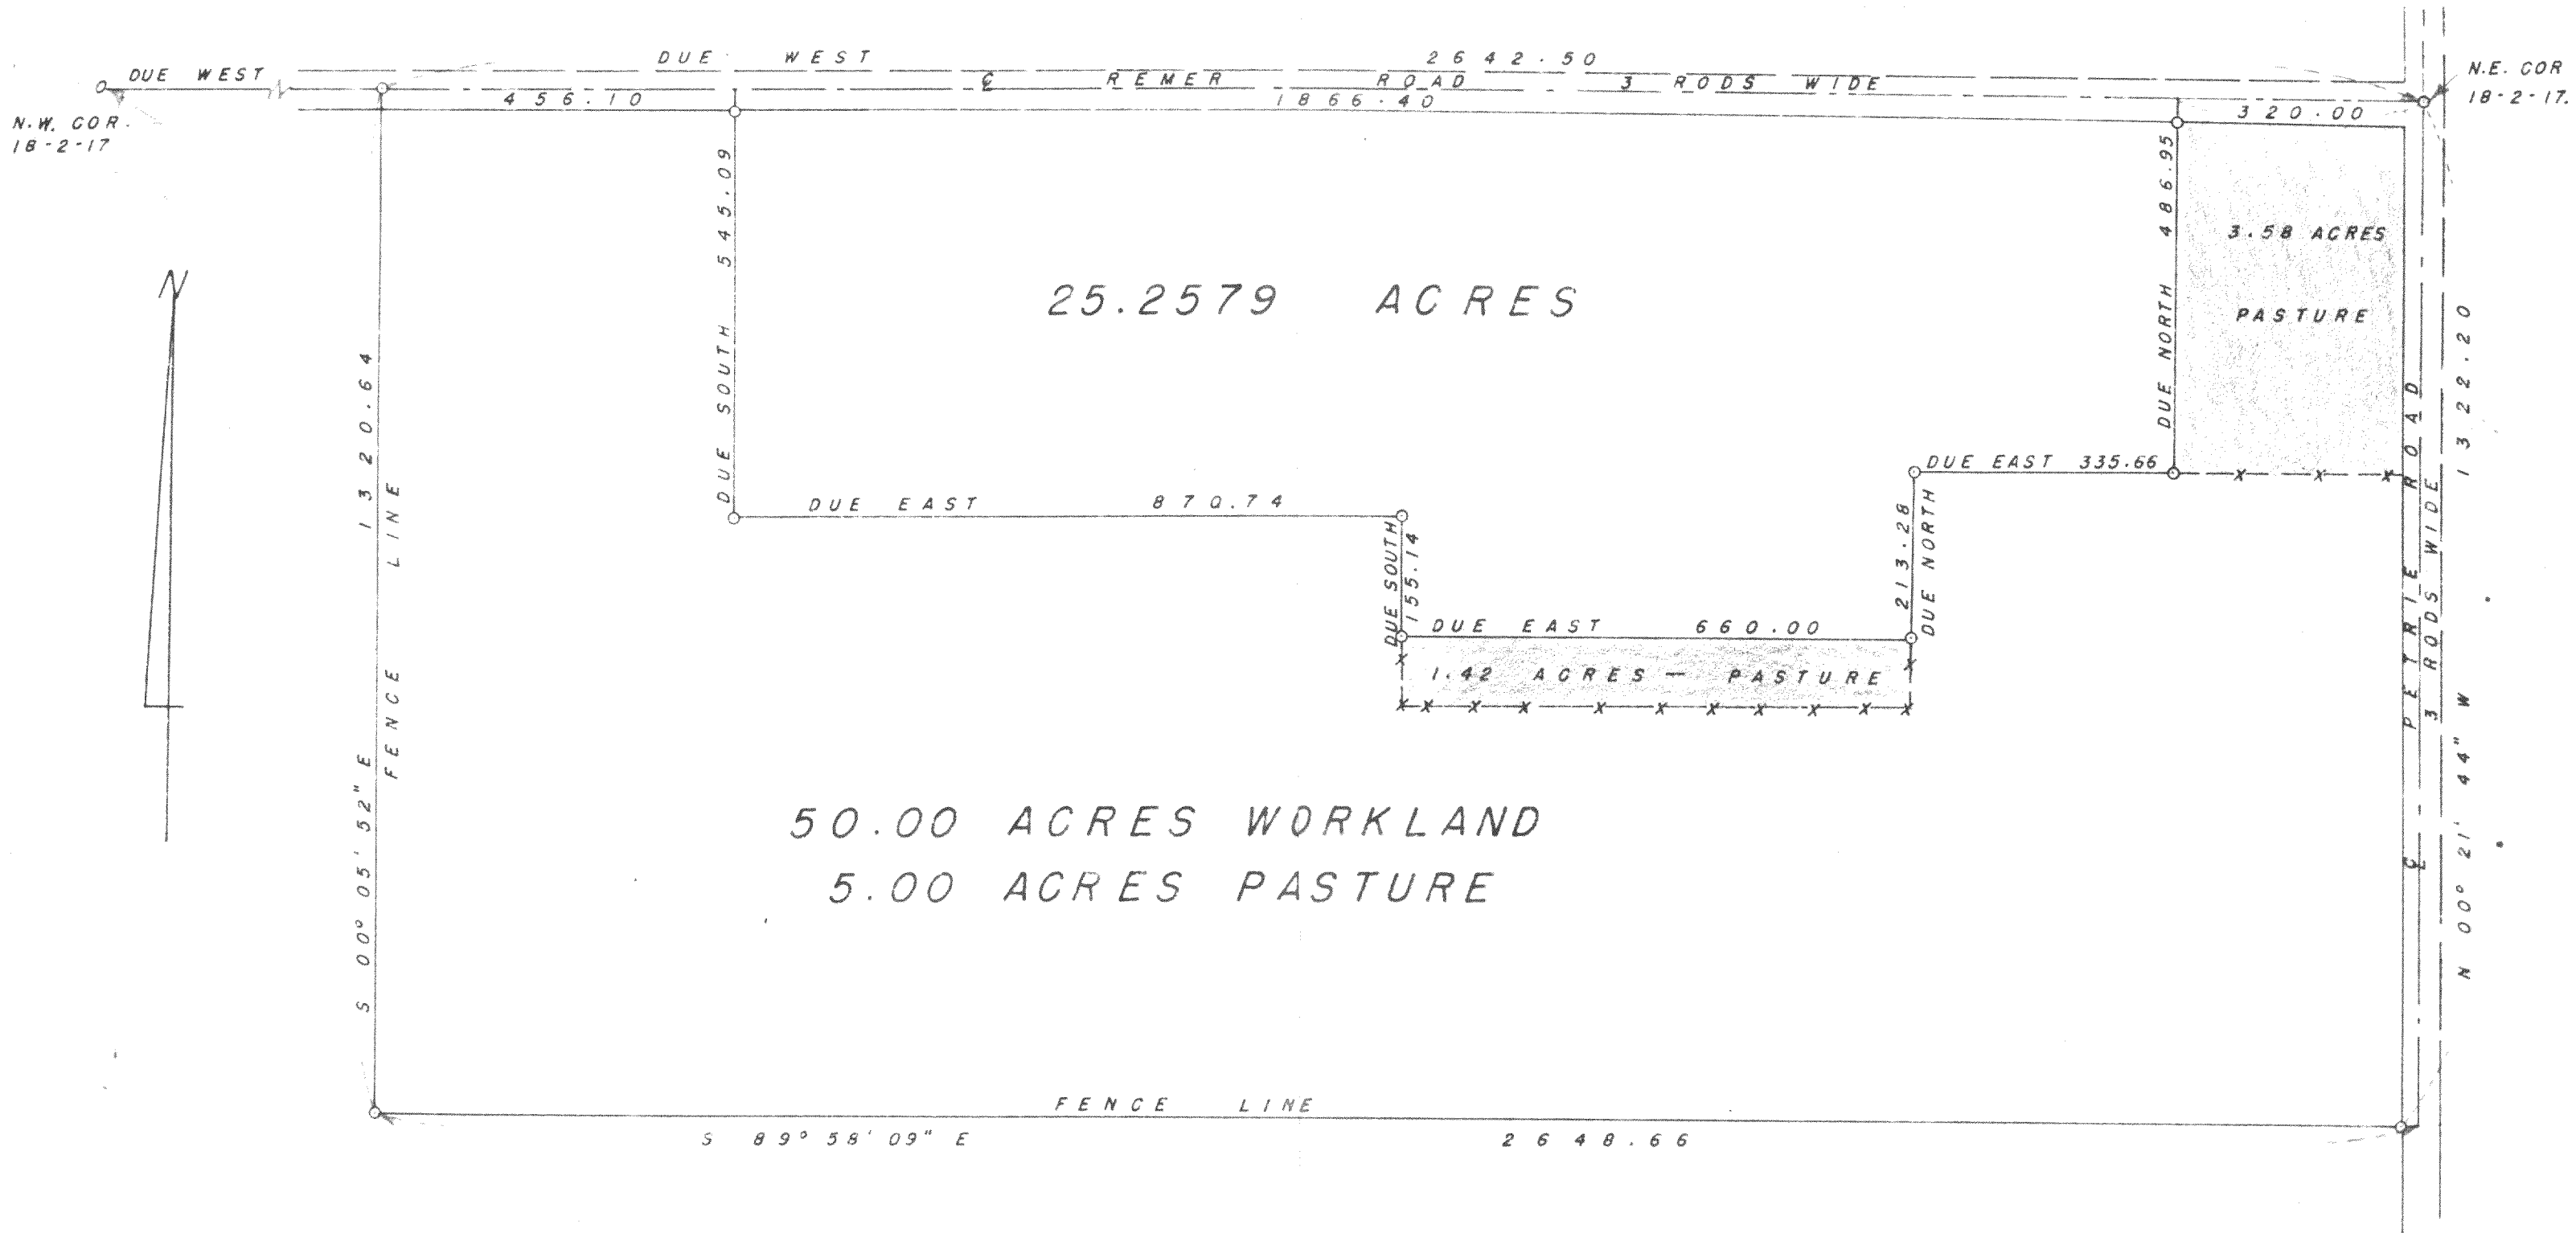 DUE WEST 2642.50
DUE WEST
℄ REMER ROAD 3 RODS WIDE
N.E. COR
18-2-17.
N.W. COR.
18-2-17
456.10
1866.40
320.00
DUE SOUTH 545.09
DUE NORTH 486.95
3.58 ACRES
PASTURE
25.2579 ACRES
1320.64
FENCE LINE
S 00° 05' 52" E
DUE EAST 870.74
DUE SOUTH
155.14
DUE EAST 660.00
213.28
DUE NORTH
DUE EAST 335.66
1.42 ACRES — PASTURE
℄ PETRIE ROAD
3 RODS WIDE
1322.20
N 00° 21' 44" W
50.00 ACRES WORKLAND
5.00 ACRES PASTURE
FENCE LINE
S 89° 58' 09" E 2648.66
N